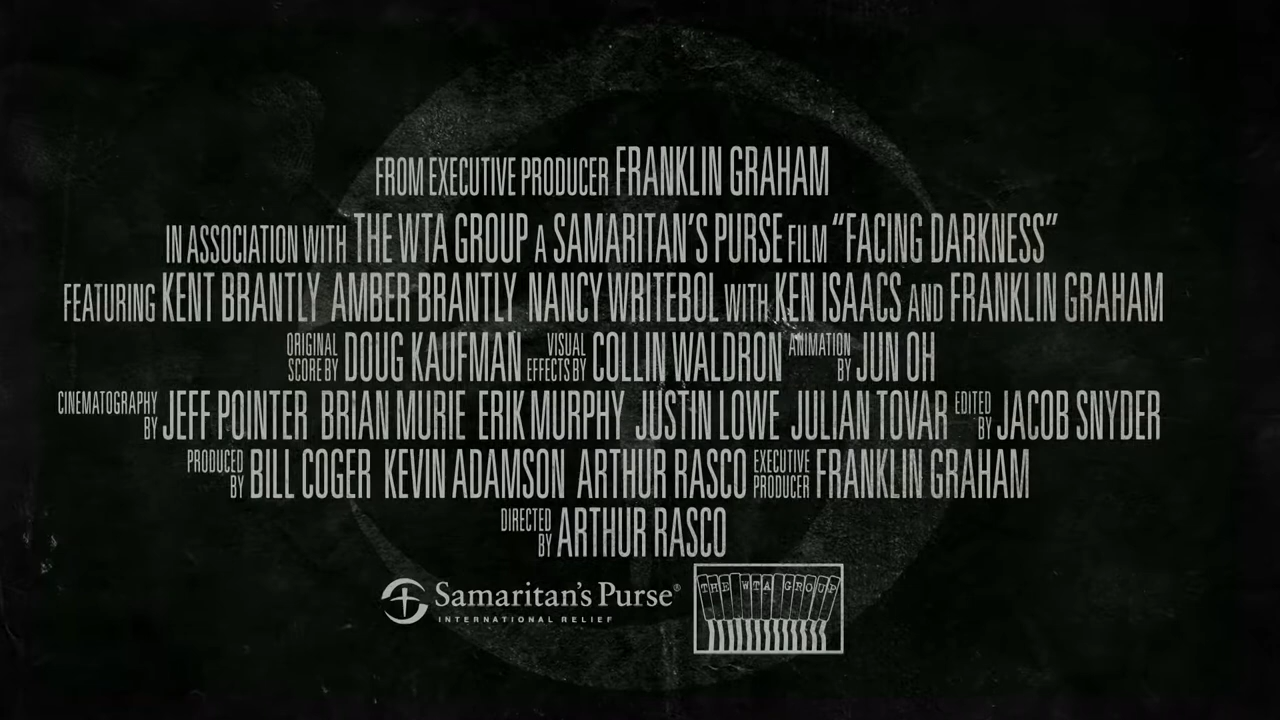 FROM EXECUTIVE PRODUCER FRANKLIN GRAHAM
IN ASSOCIATION WITH THE WTA GROUP A SAMARITAN'S PURSE FILM "FACING DARKNESS"
FEATURING KENT BRANTLY AMBER BRANTLY NANCY WRITEBOL WITH KEN ISAACS AND FRANKLIN GRAHAM
ORIGINAL SCORE BY DOUG KAUFMAN VISUAL EFFECTS BY COLLIN WALDRON ANIMATION BY JUN OH
CINEMATOGRAPHY BY JEFF POINTER BRIAN MURIE ERIK MURPHY JUSTIN LOWE JULIAN TOVAR EDITED BY JACOB SNYDER
PRODUCED BY BILL COGER KEVIN ADAMSON ARTHUR RASCO EXECUTIVE PRODUCER FRANKLIN GRAHAM
DIRECTED BY ARTHUR RASCO
Samaritan's Purse®
INTERNATIONAL RELIEF
THE WTA GROUP